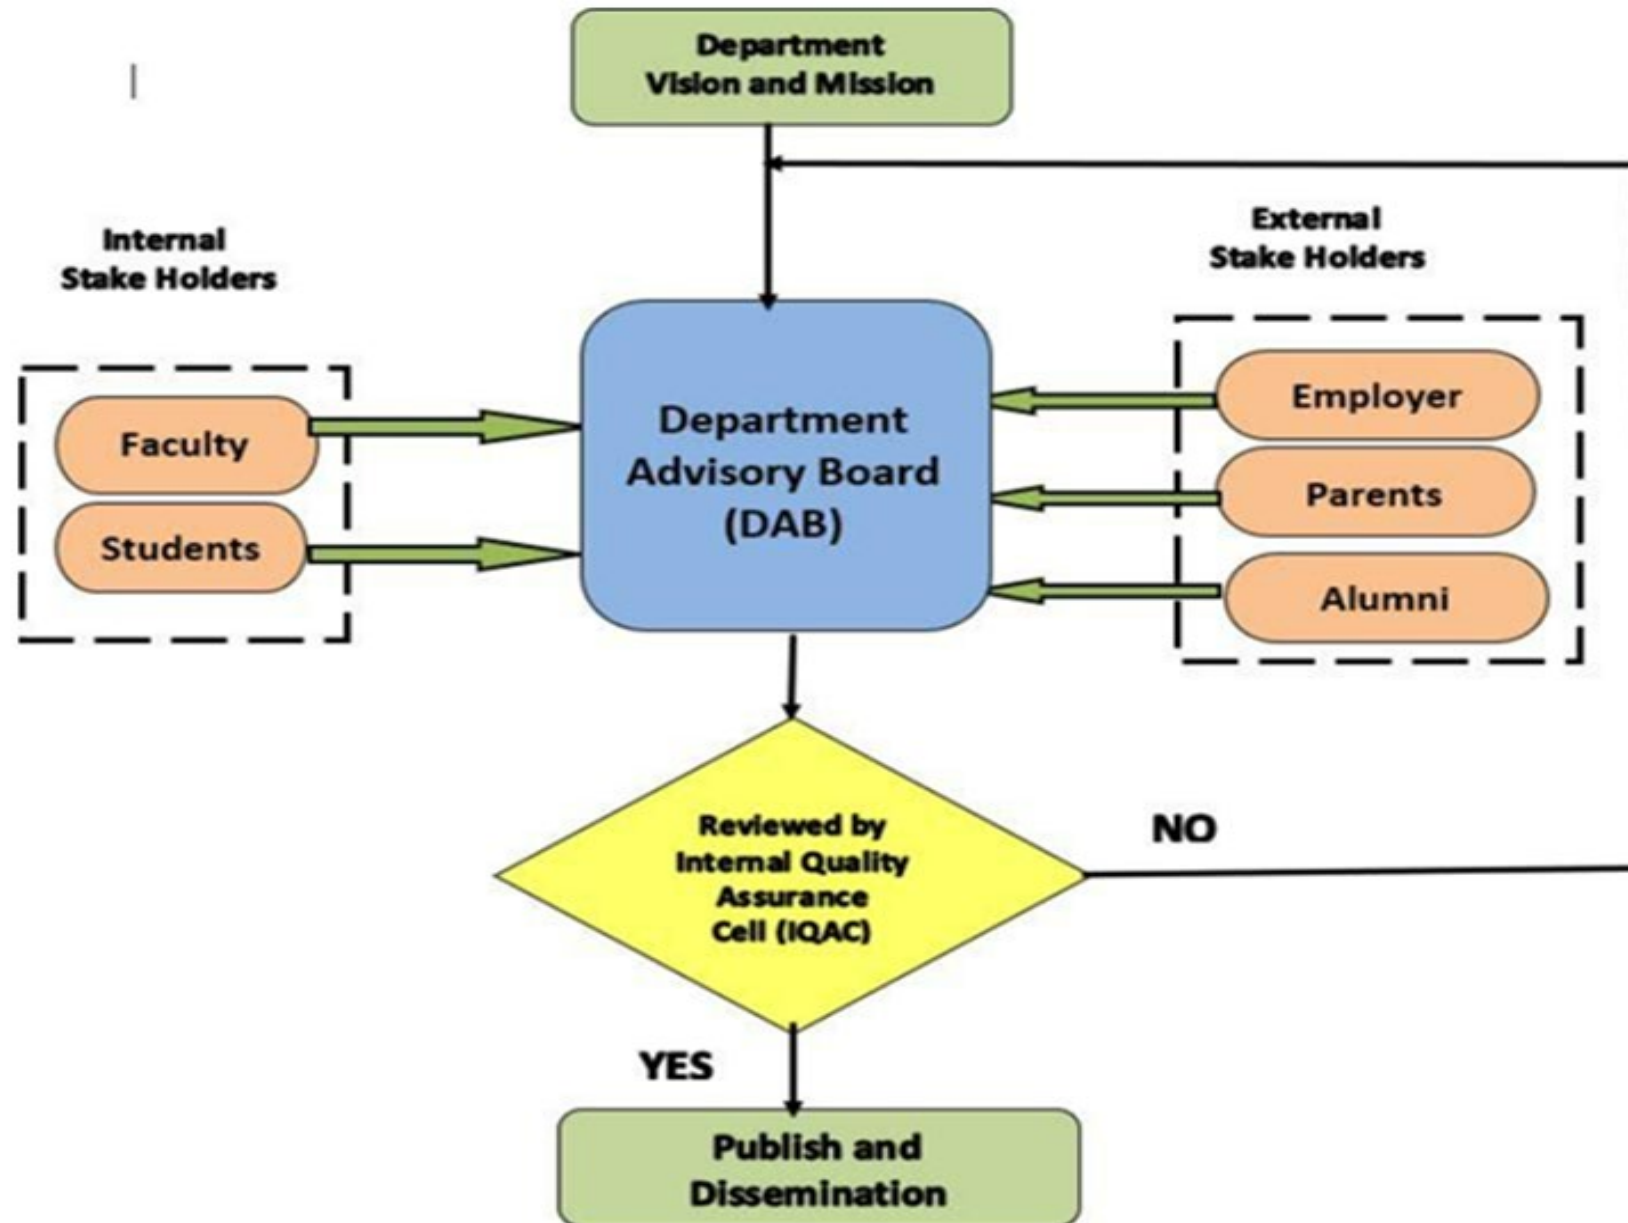 Department
Vision and Mission
Internal
Stake Holders
External
Stake Holders
Faculty
Students
Department
Advisory Board
(DAB)
Employer
Parents
Alumni
Reviewed by
Internal Quality
Assurance
Cell (IQAC)
NO
YES
Publish and
Dissemination